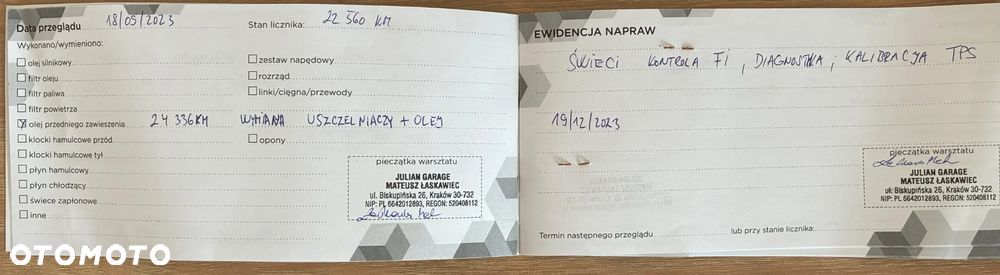 Data przeglądu 18/05/2023 Stan licznika: 22 560 KM
Wykonano/wymieniono:
olej silnikowy
filtr oleju
filtr paliwa
filtr powietrza
olej przedniego zawieszenia 24 336KM WYMIANA USZCZELNIACZY + OLEJ
klocki hamulcowe przód
klocki hamulcowe tył
płyn hamulcowy
płyn chłodzący
świece zapłonowe
inne
zestaw napędowy
rozrząd
linki/cięgna/przewody
opony
pieczątka warsztatu
JULIAN GARAGE
MATEUSZ ŁASKAWIEC
ul. Biskupińska 26, Kraków 30-732
NIP: PL 6642012893, REGON: 520408112
EWIDENCJA NAPRAW
ŚWIECI KONTROLA FI, DIAGNOSTYKA, KALIBRACJA TPS
19/12/2023
pieczątka warsztatu
JULIAN GARAGE
MATEUSZ ŁASKAWIEC
ul. Biskupińska 26, Kraków 30-732
NIP: PL 6642012893, REGON: 520408112
Termin następnego przeglądu lub przy stanie licznika:
OTOMOTO